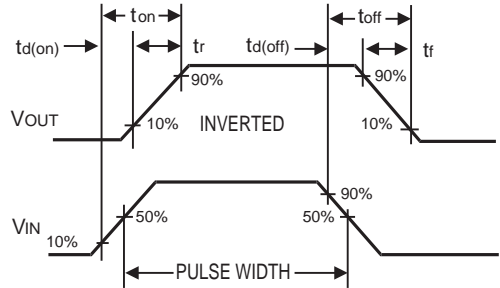 ton toff
td(on) tr td(off) tf
90% 90%
VOUT 10% INVERTED 10%
90%
VIN 50% 50%
10%
PULSE WIDTH